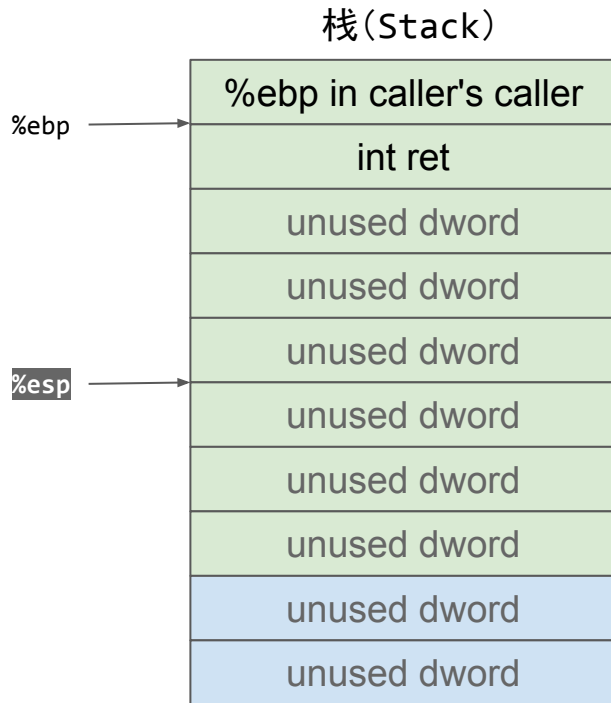 栈(Stack)
%ebp in caller's caller
%ebp
int ret
unused dword
unused dword
unused dword
%esp
unused dword
unused dword
unused dword
unused dword
unused dword